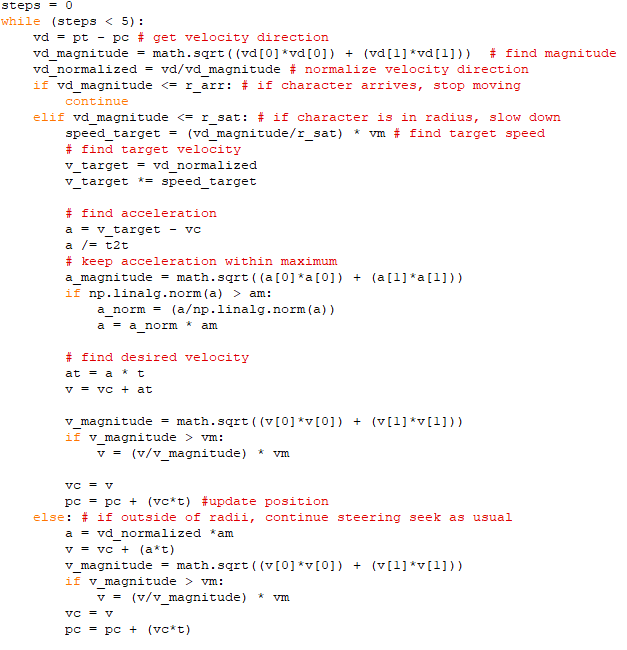 steps = 0
while (steps < 5):
    vd = pt - pc # get velocity direction
    vd_magnitude = math.sqrt((vd[0]*vd[0]) + (vd[1]*vd[1]))  # find magnitude
    vd_normalized = vd/vd_magnitude # normalize velocity direction
    if vd_magnitude <= r_arr: # if character arrives, stop moving
        continue
    elif vd_magnitude <= r_sat: # if character is in radius, slow down
        speed_target = (vd_magnitude/r_sat) * vm # find target speed
        # find target velocity
        v_target = vd_normalized
        v_target *= speed_target

        # find acceleration
        a = v_target - vc
        a /= t2t
        # keep acceleration within maximum
        a_magnitude = math.sqrt((a[0]*a[0]) + (a[1]*a[1]))
        if np.linalg.norm(a) > am:
            a_norm = (a/np.linalg.norm(a))
            a = a_norm * am

        # find desired velocity
        at = a * t
        v = vc + at

        v_magnitude = math.sqrt((v[0]*v[0]) + (v[1]*v[1]))
        if v_magnitude > vm:
            v = (v/v_magnitude) * vm

        vc = v
        pc = pc + (vc*t) #update position
    else: # if outside of radii, continue steering seek as usual
        a = vd_normalized *am
        v = vc + (a*t)
        v_magnitude = math.sqrt((v[0]*v[0]) + (v[1]*v[1]))
        if v_magnitude > vm:
            v = (v/v_magnitude) * vm
        vc = v
        pc = pc + (vc*t)